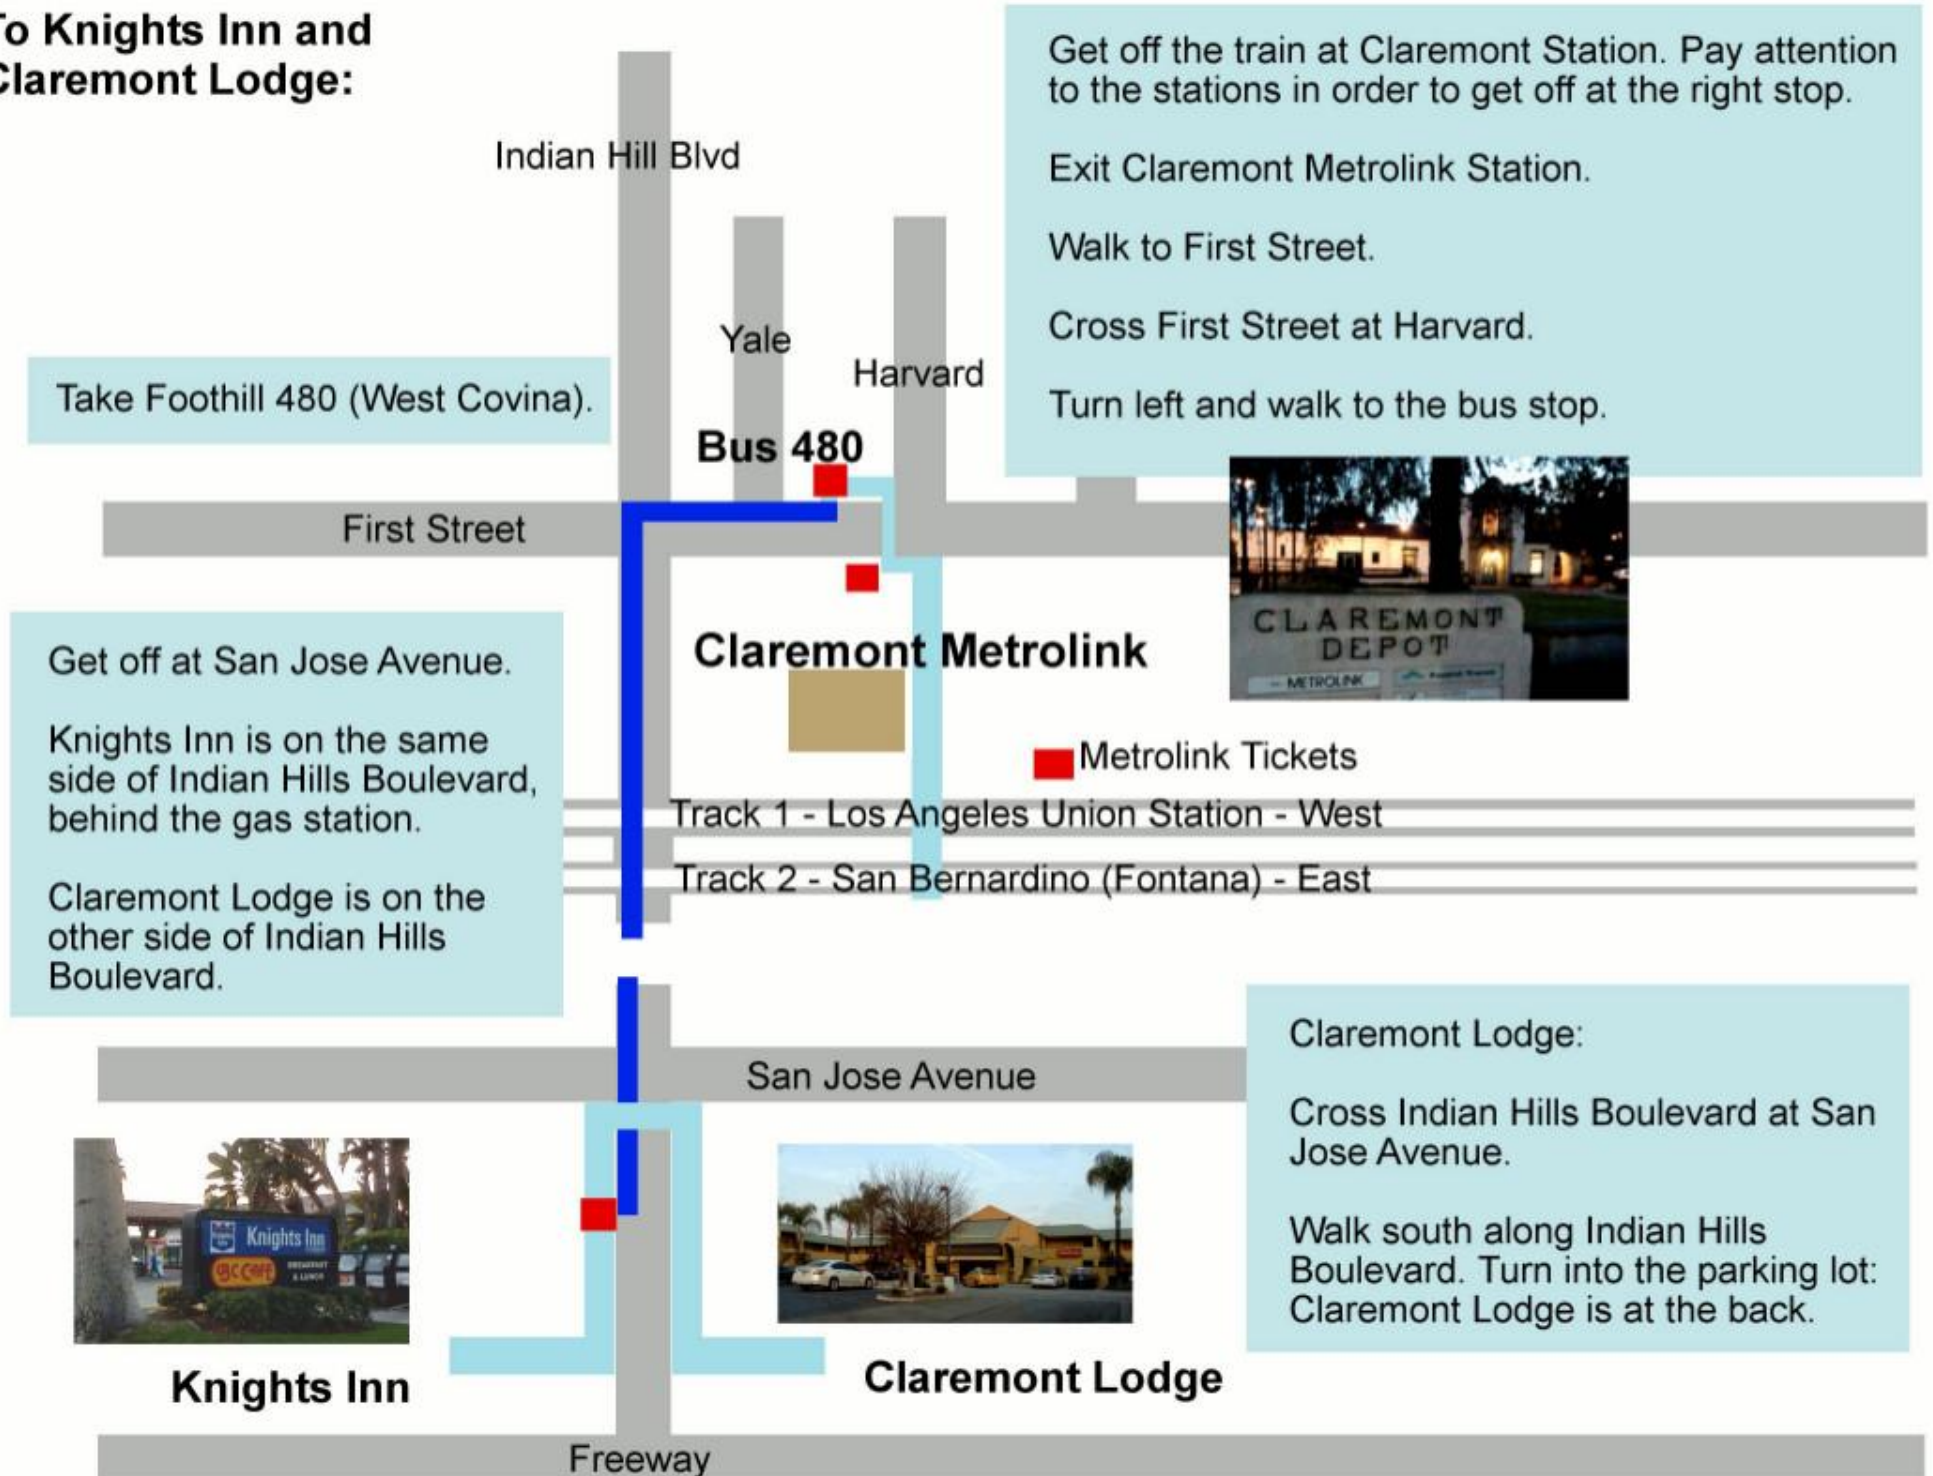 To Knights Inn and
Claremont Lodge:
Get off the train at Claremont Station. Pay attention
to the stations in order to get off at the right stop.
Exit Claremont Metrolink Station.
Walk to First Street.
Cross First Street at Harvard.
Turn left and walk to the bus stop.
Indian Hill Blvd
Yale
Harvard
Take Foothill 480 (West Covina).
Bus 480
First Street
CLAREMONT
DEPOT
METROLINK
Claremont Metrolink
Get off at San Jose Avenue.
Knights Inn is on the same
side of Indian Hills Boulevard,
behind the gas station.
Claremont Lodge is on the
other side of Indian Hills
Boulevard.
Metrolink Tickets
Track 1 - Los Angeles Union Station - West
Track 2 - San Bernardino (Fontana) - East
San Jose Avenue
Claremont Lodge:
Cross Indian Hills Boulevard at San
Jose Avenue.
Walk south along Indian Hills
Boulevard. Turn into the parking lot:
Claremont Lodge is at the back.
Knights Inn
BC CAFE
BREAKFAST
& LUNCH
Knights Inn
Claremont Lodge
Freeway